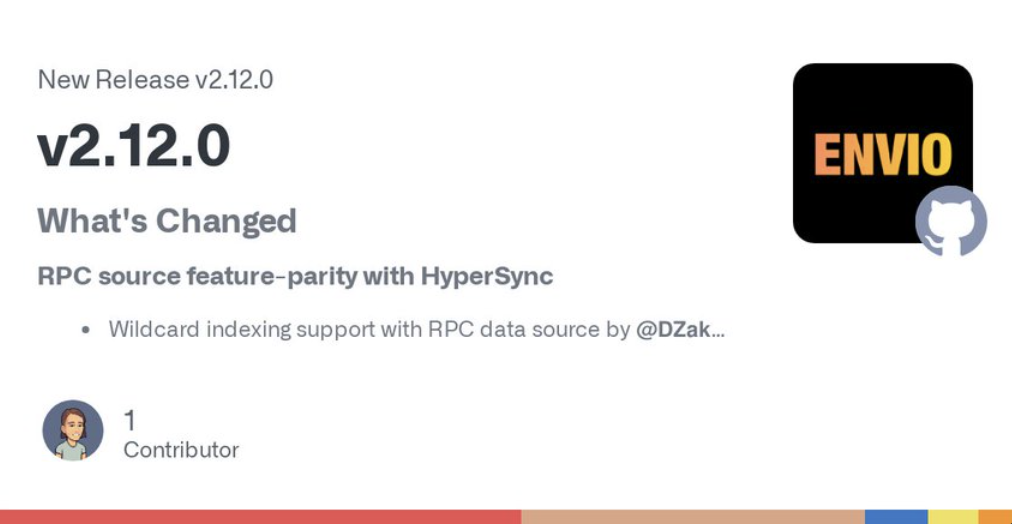 New Release v2.12.0
v2.12.0
What's Changed
RPC source feature-parity with HyperSync
• Wildcard indexing support with RPC data source by @DZak...
ENVIO
1
Contributor